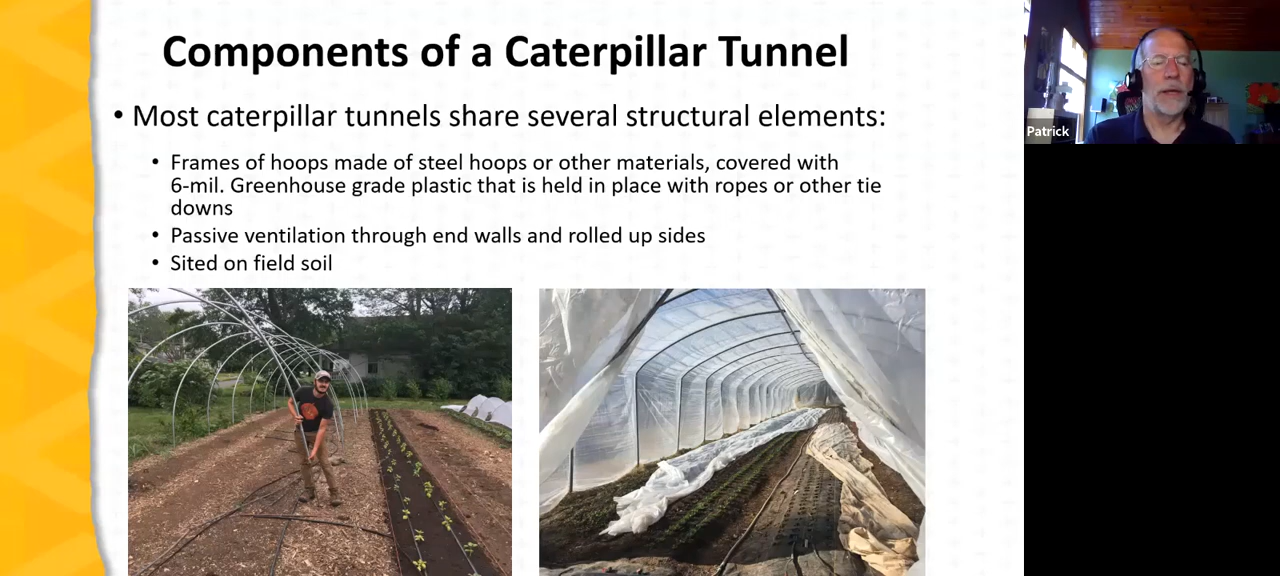 Components of a Caterpillar Tunnel
• Most caterpillar tunnels share several structural elements:
• Frames of hoops made of steel hoops or other materials, covered with
6-mil. Greenhouse grade plastic that is held in place with ropes or other tie
downs
• Passive ventilation through end walls and rolled up sides
• Sited on field soil
Patrick